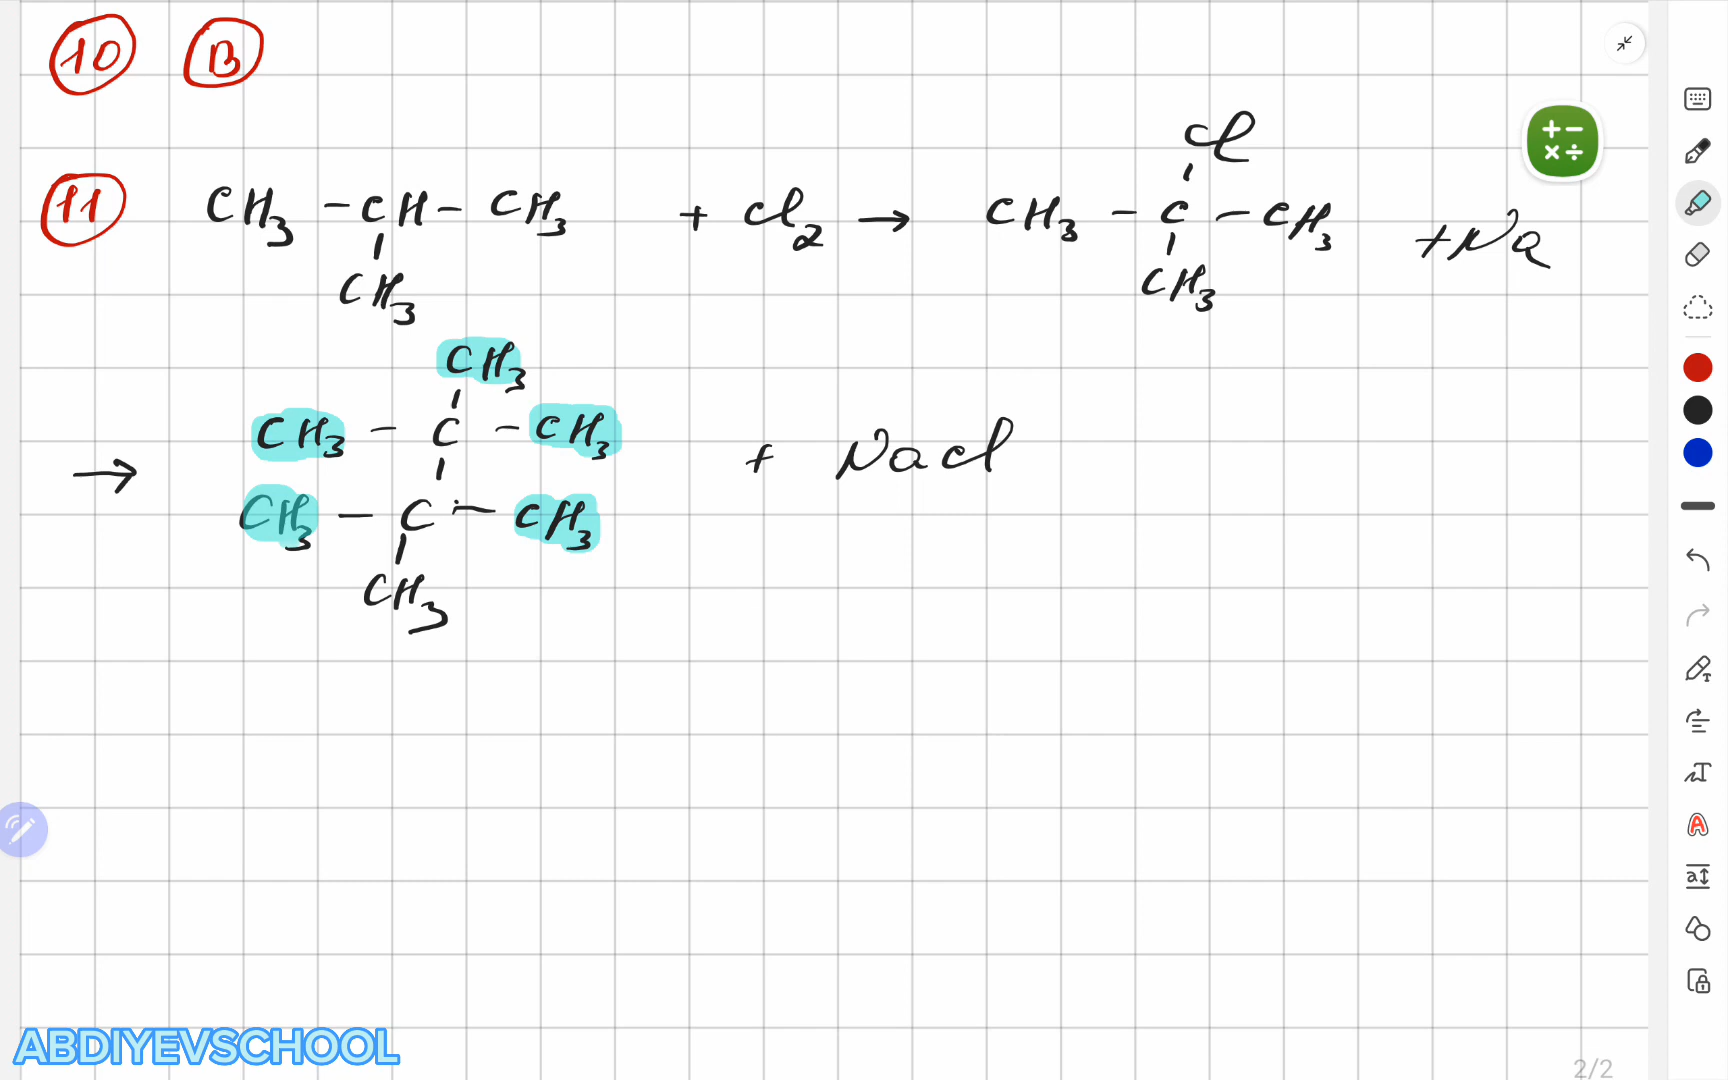 10 B
Cl
11 CH3 - CH - CH3 + Cl2 → CH3 - C - CH3 + Na
CH3 CH3
CH3
CH3 - C - CH3 + NaCl
→
CH3 - C - CH3
CH3
ABDIYEVSCHOOL
2/2